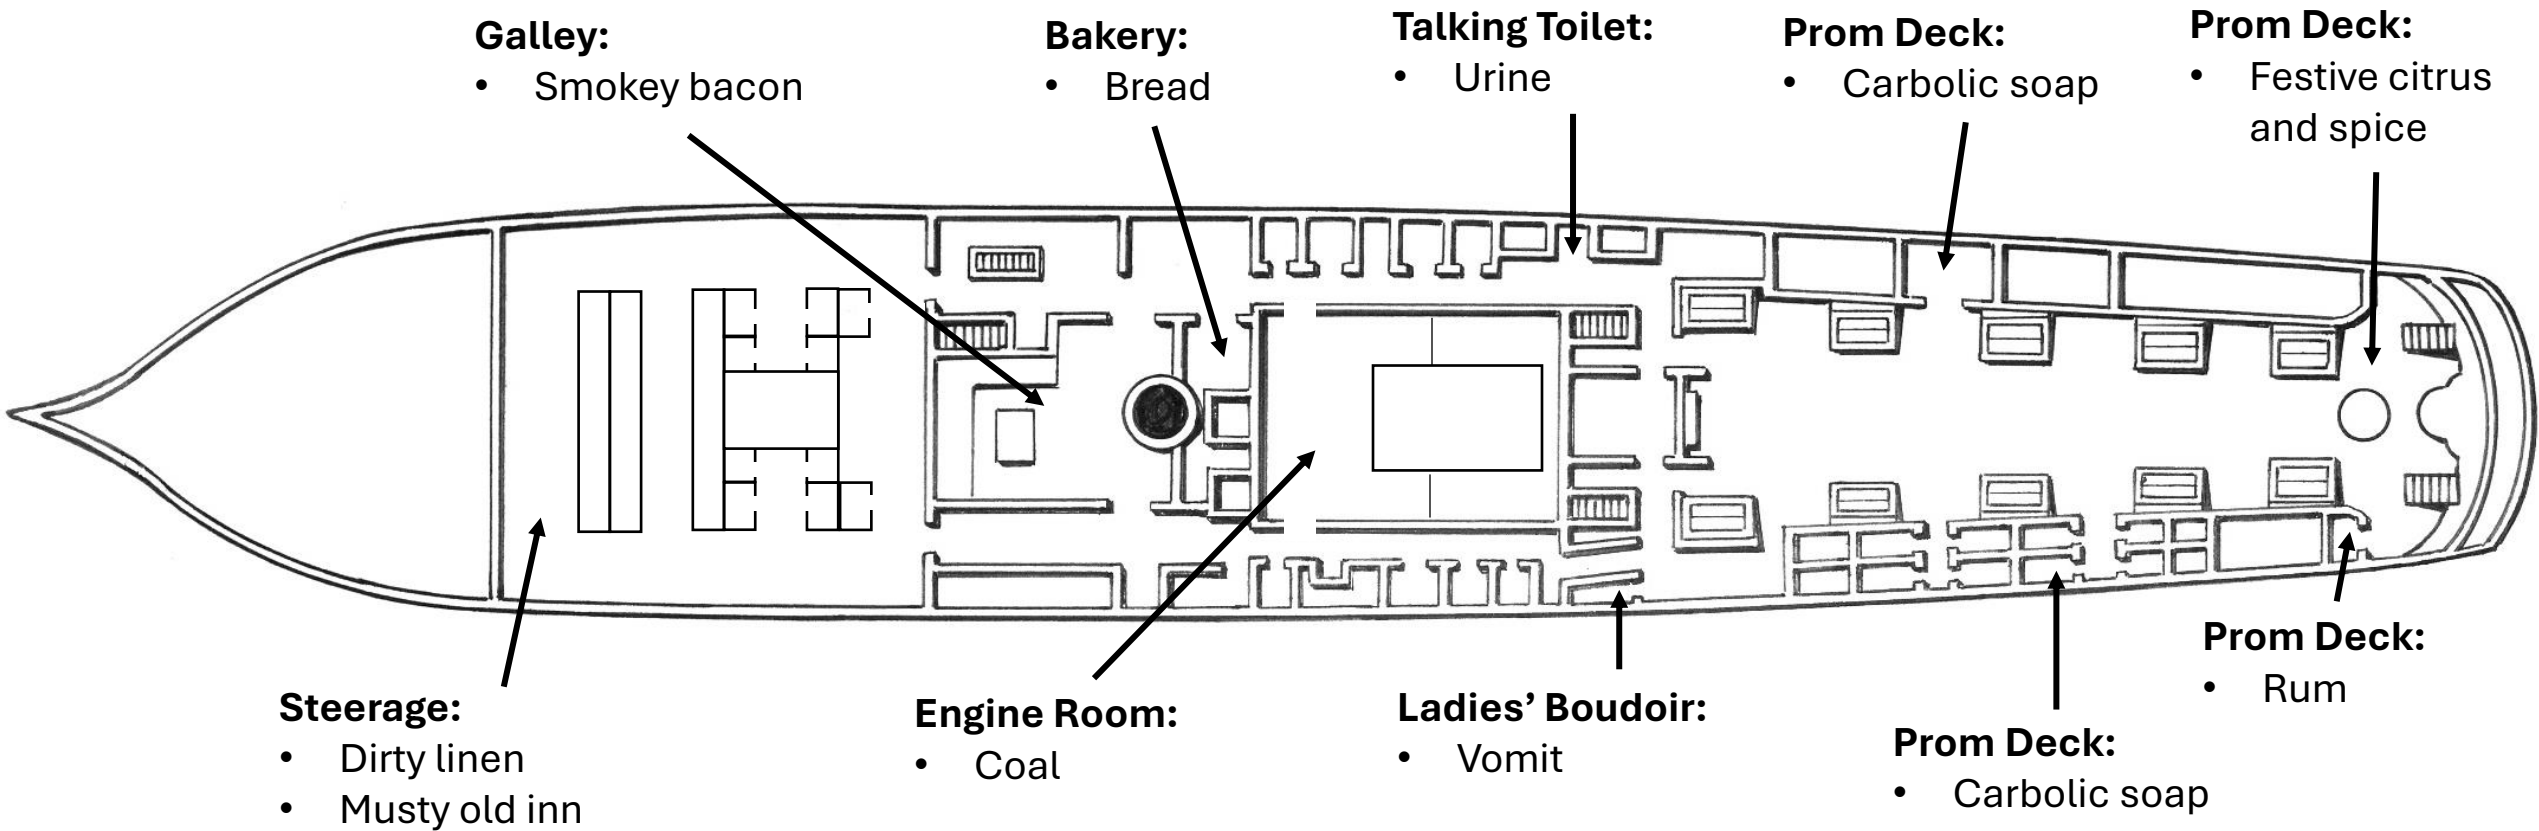 Galley:
• Smokey bacon
Bakery:
• Bread
Talking Toilet:
• Urine
Prom Deck:
• Carbolic soap
Prom Deck:
• Festive citrus
and spice
Steerage:
• Dirty linen
• Musty old inn
Engine Room:
• Coal
Ladies’ Boudoir:
• Vomit
Prom Deck:
• Carbolic soap
Prom Deck:
• Rum